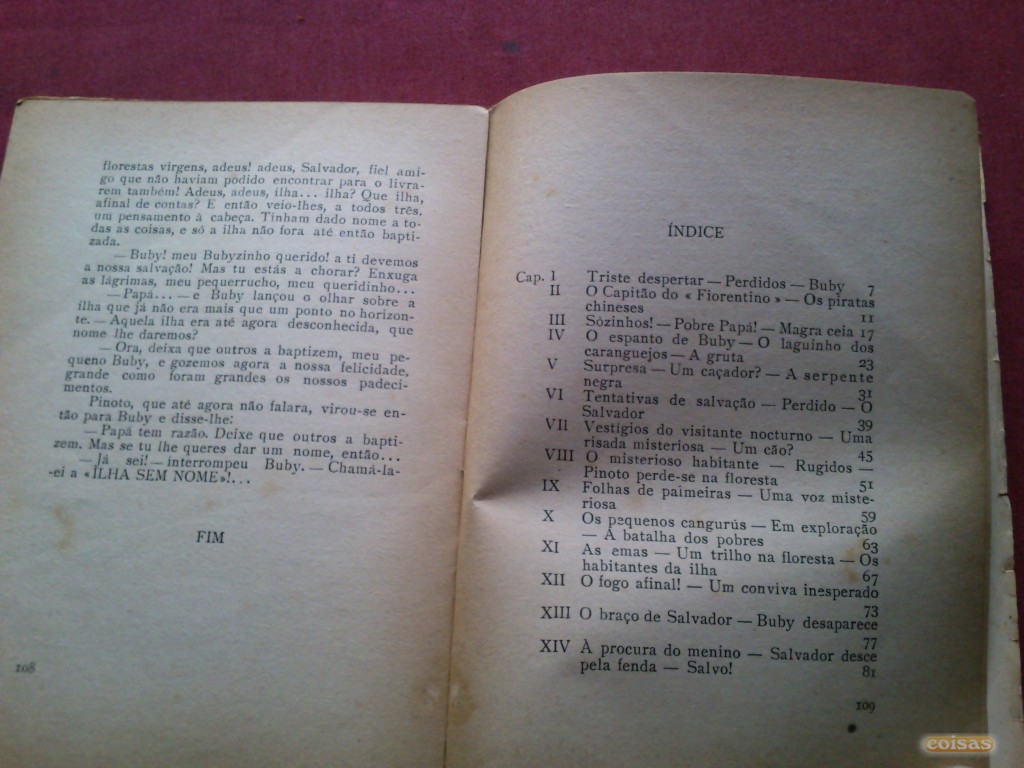 florestas virgens, adeus! adeus, Salvador, fiel ami-
go que não haviam pòdido encontrar para o livra-
rem também! Adeus, adeus, ilha... ilha? Que ilha,
afinal de contas? E então veio-lhes, a todos três,
um pensamento à cabeça. Tinham dado nome a to-
das as coisas, e só a ilha não fora até então bapti-
zada.
— Buby! meu Bubyzinho querido! a ti devemos
a nossa salvação! Mas tu estás a chorar? Enxuga
as lágrimas, meu pequerrucho, meu queridinho...
— Papá... — e Buby lançou o olhar sobre a
ilha que já não era mais que um ponto no horizon-
te. — Aquela ilha era até agora desconhecida, que
nome lhe daremos?
— Ora, deixa que outros a baptizem, meu pe-
queno Buby, e gozemos agora a nossa felicidade,
grande como foram grandes os nossos padeci-
mentos.
Pinoto, que até agora não falara, virou-se en-
tão para Buby e disse-lhe:
— Papá tem razão. Deixe que outros a bapti-
zem. Mas se tu lhe queres dar um nome, então...
— Já sei! — interrompeu Buby. — Chamá-la-
-ei a «ILHA SEM NOME»!...
FIM
108
ÍNDICE
Cap. I Triste despertar — Perdidos — Buby 7
II O Capitão do «Fiorentino» — Os piratas
chineses 11
III Sòzinhos! — Pobre Papá! — Magra ceia 17
IV O espanto de Buby — O laguinho dos
caranguejos — A gruta 23
V Surpresa — Um caçador? — A serpente
negra 31
VI Tentativas de salvação — Perdido — O
Salvador 39
VII Vestígios do visitante nocturno — Uma
risada misteriosa — Um cão? 45
VIII O misterioso habitante — Rugidos —
Pinoto perde-se na floresta 51
IX Folhas de palmeiras — Uma voz miste-
riosa 59
X Os pequenos cangurús — Em exploração
— A batalha dos pobres 63
XI As emas — Um trilho na floresta — Os
habitantes da ilha 67
XII O fogo afinal! — Um conviva inesperado
73
XIII O braço de Salvador — Buby desaparece
77
XIV À procura do menino — Salvador desce
pela fenda — Salvo! 81
109
coisas